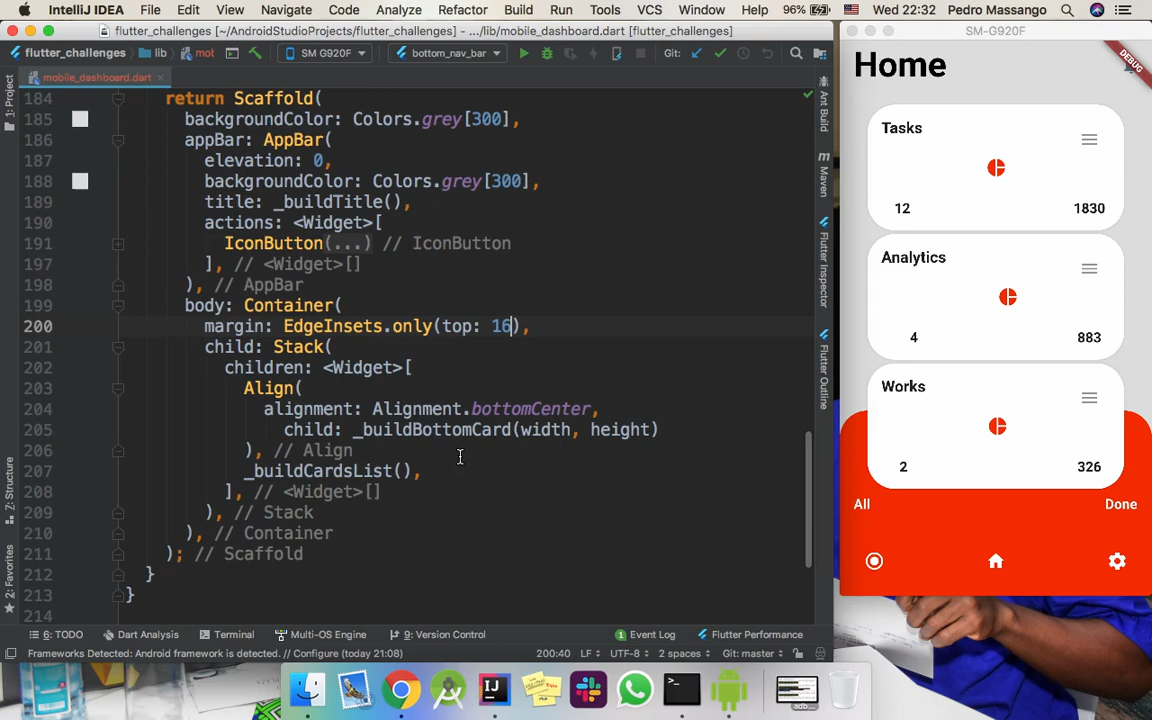 IntelliJ IDEA File Edit View Navigate Code Analyze Refactor Build Run Tools VCS Window Help 96% Wed 22:32 Pedro Massango
flutter_challenges [~/AndroidStudioProjects/flutter_challenges] - .../lib/mobile_dashboard.dart [flutter_challenges]
SM-G920F
flutter_challenges lib mot SM G920F bottom_nav_bar Git:
mobile_dashboard.dart
184 return Scaffold(
185 backgroundColor: Colors.grey[300],
186 appBar: AppBar(
187 elevation: 0,
188 backgroundColor: Colors.grey[300],
189 title: _buildTitle(),
190 actions: <Widget>[
191 IconButton(...) // IconButton
197 ], // <Widget>[]
198 ), // AppBar
199 body: Container(
200 margin: EdgeInsets.only(top: 16),
201 child: Stack(
202 children: <Widget>[
203 Align(
204 alignment: Alignment.bottomCenter,
205 child: _buildBottomCard(width, height)
206 ), // Align
207 _buildCardsList(),
208 ], // <Widget>[]
209 ), // Stack
210 ), // Container
211 ); // Scaffold
212 }
213 }
214
1: Project
Z: Structure
2: Favorites
Ant Build
m
Maven
Flutter Inspector
Flutter Outline
6: TODO Dart Analysis Terminal Multi-OS Engine 9: Version Control 1 Event Log Flutter Performance
Frameworks Detected: Android framework is detected. // Configure (today 21:08) 200:40 LF UTF-8 2 spaces Git: master
Home
DEBUG
Tasks
12 1830
Analytics
4 883
Works
2 326
All Done
IJ
adb